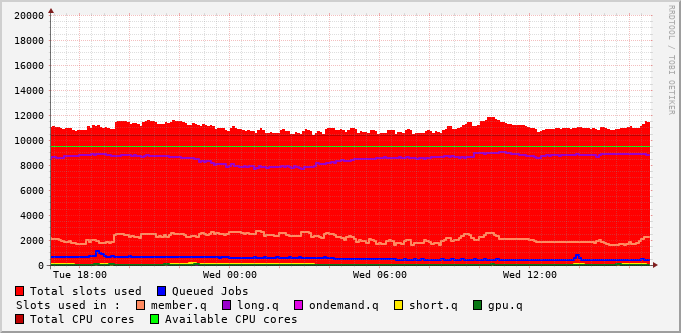 RRDTOOL / TOBI OETIKER
20000
18000
16000
14000
12000
10000
8000
6000
4000
2000
0
Tue 18:00 Wed 00:00 Wed 06:00 Wed 12:00
Total slots used Queued Jobs
Slots used in : member.q long.q ondemand.q short.q gpu.q
Total CPU cores Available CPU cores